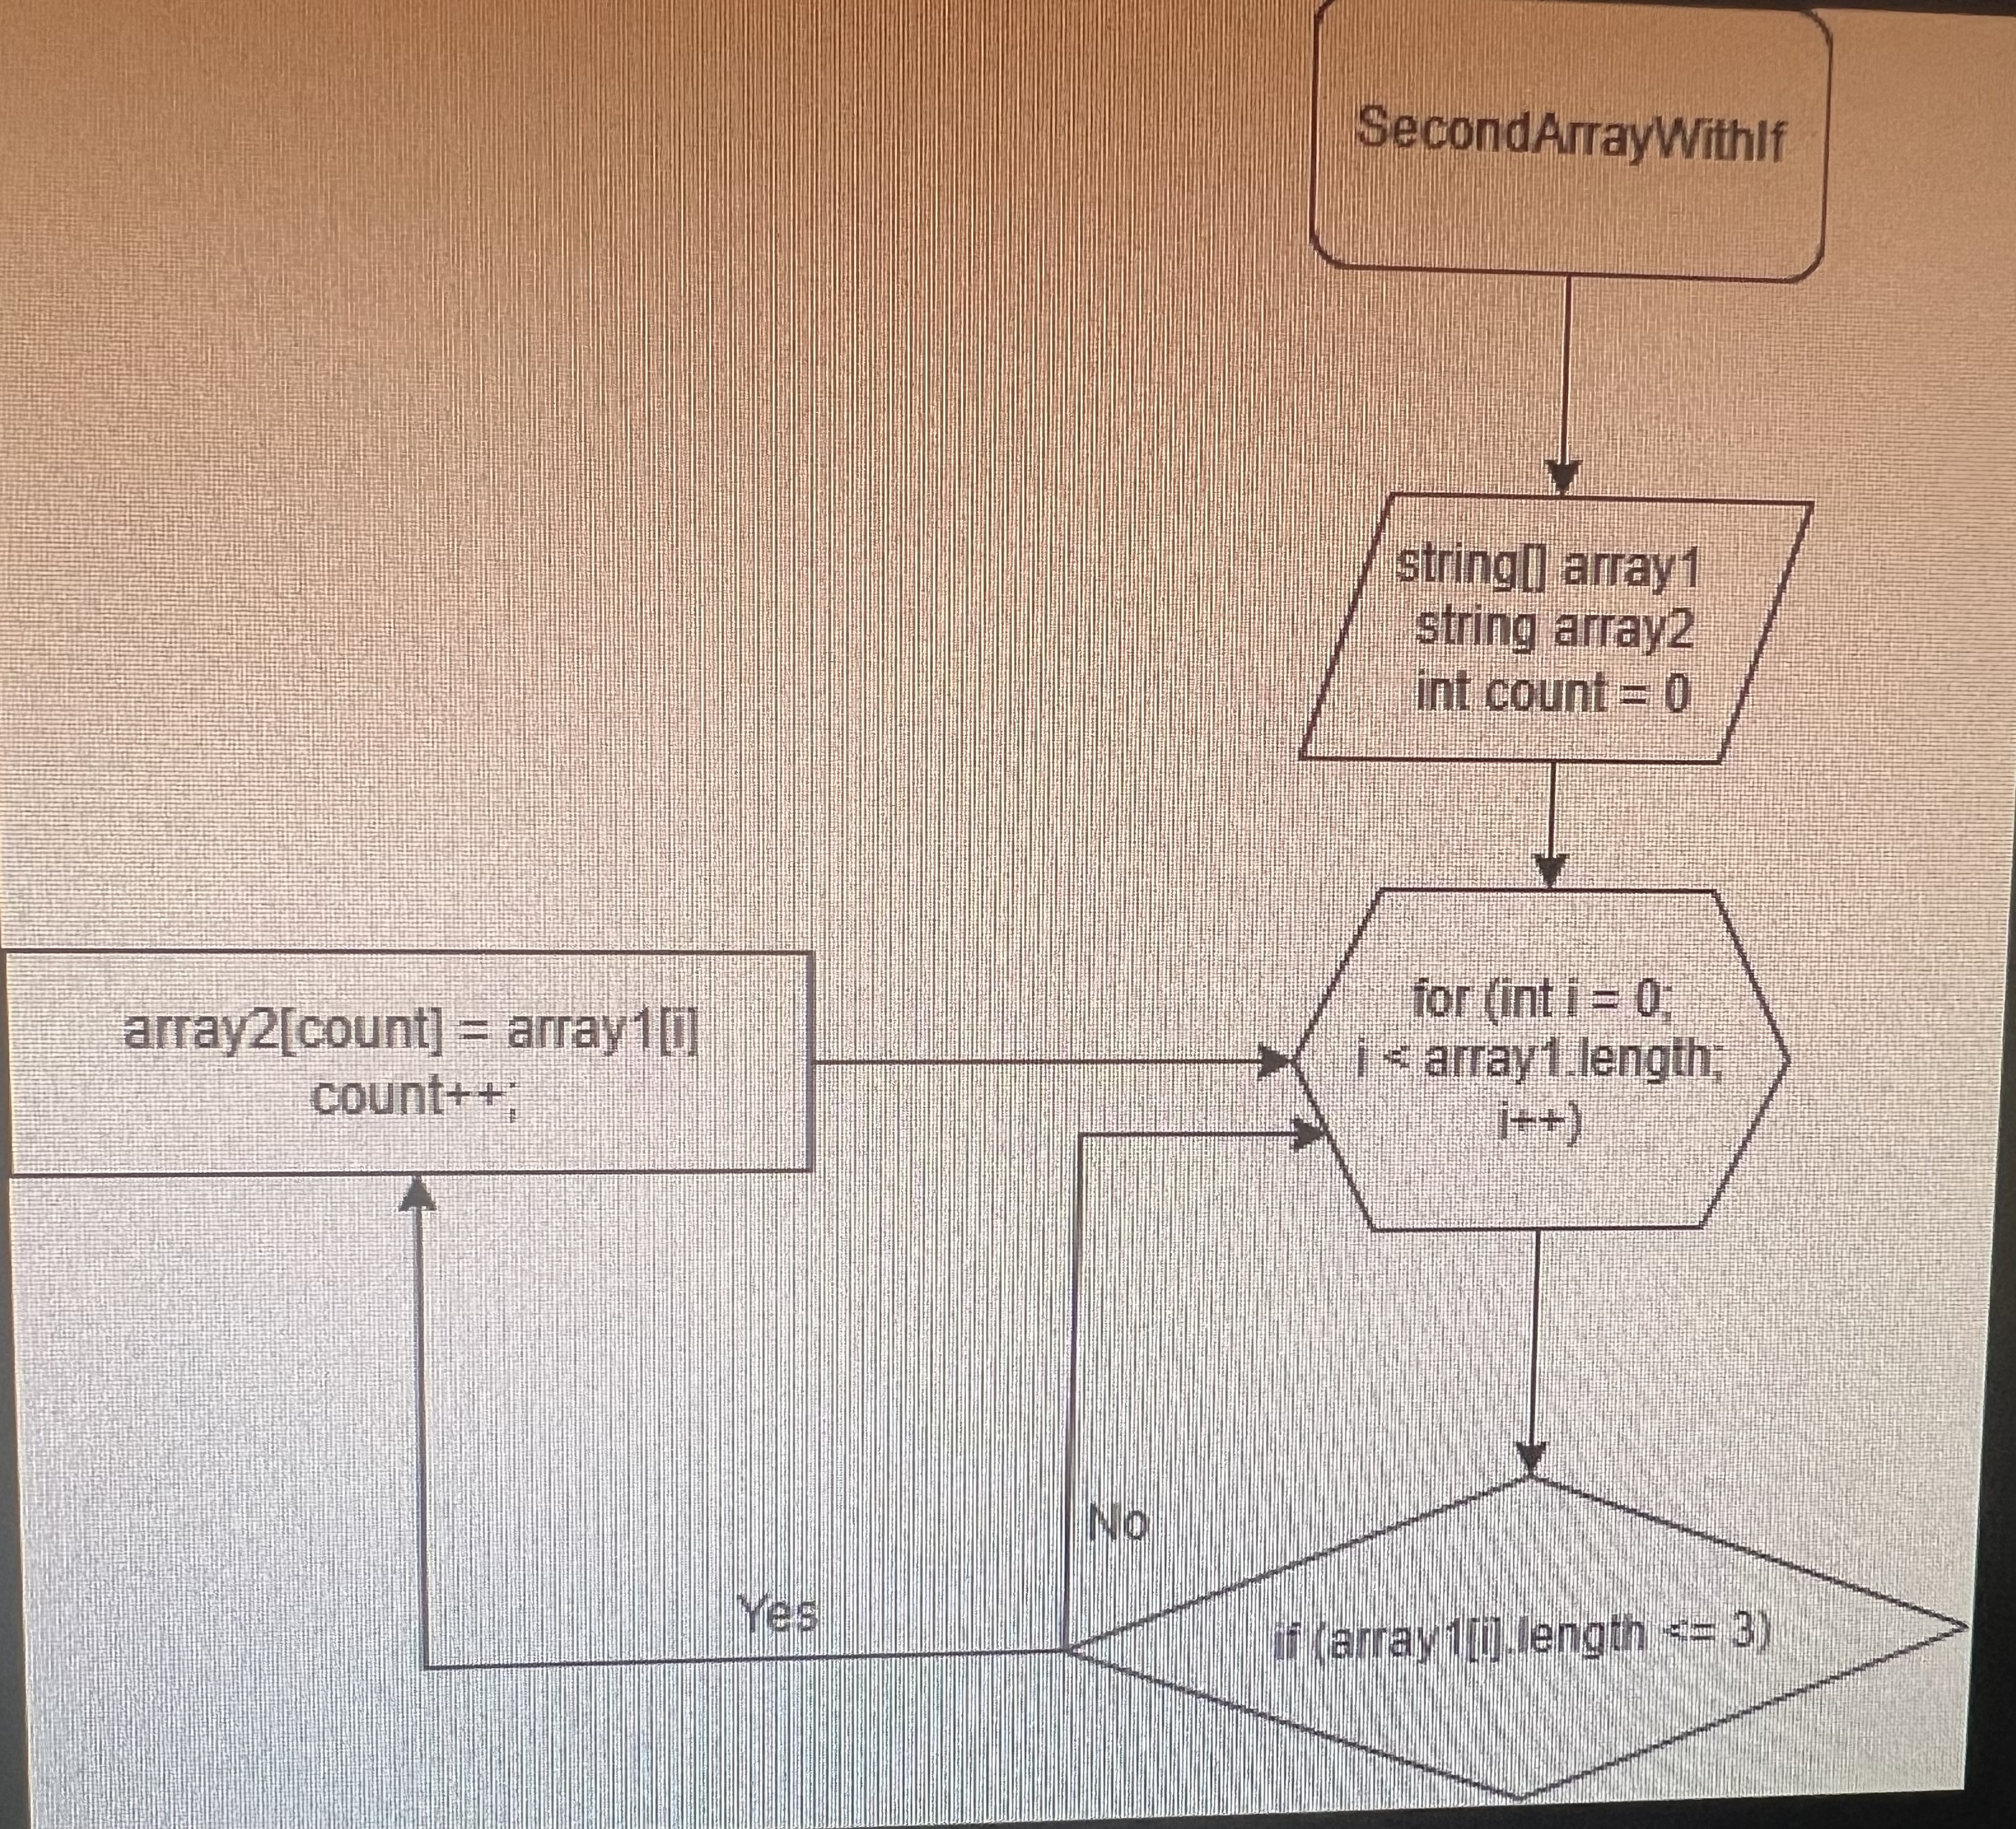 SecondArrayWithIf
string[] array1
string array2
int count = 0
for (int i = 0;
i < array1.length;
i++)
array2[count] = array1[i]
count++;
No
Yes
if (array1[i].length <= 3)